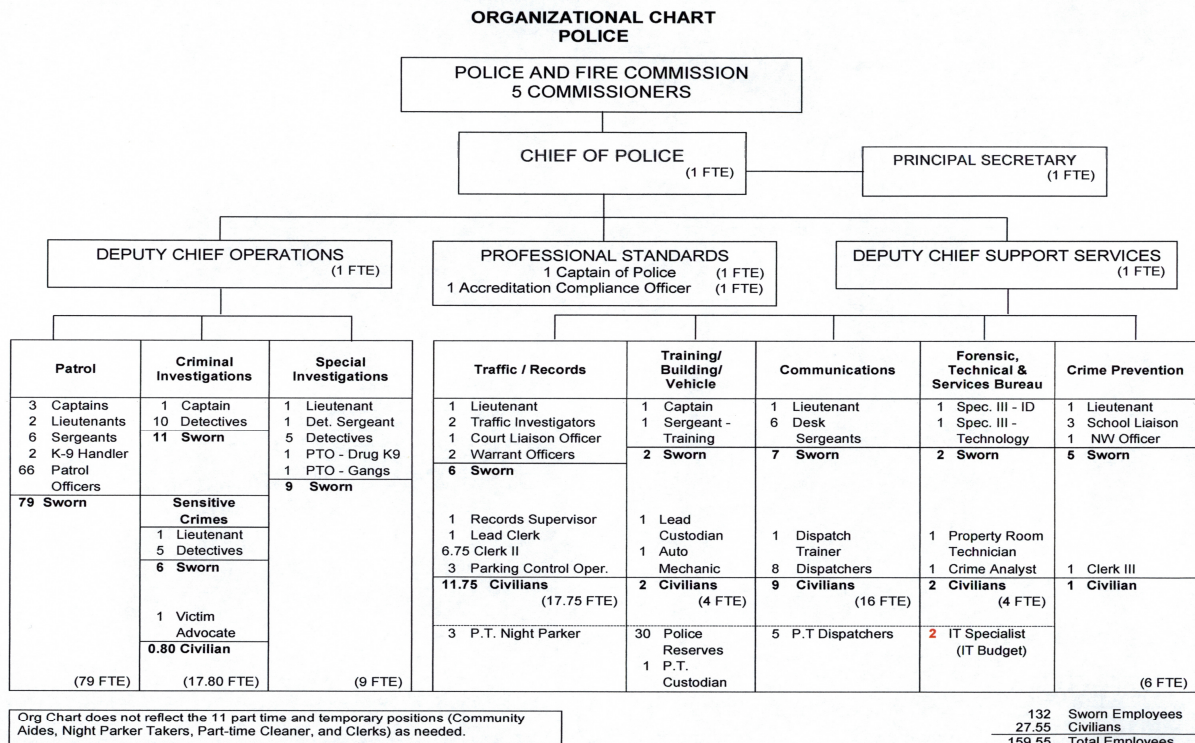 ORGANIZATIONAL CHART
POLICE
POLICE AND FIRE COMMISSION
5 COMMISSIONERS
CHIEF OF POLICE
(1 FTE)
PRINCIPAL SECRETARY
(1 FTE)
DEPUTY CHIEF OPERATIONS
(1 FTE)
PROFESSIONAL STANDARDS
1 Captain of Police (1 FTE)
1 Accreditation Compliance Officer (1 FTE)
DEPUTY CHIEF SUPPORT SERVICES
(1 FTE)
Patrol
3 Captains
2 Lieutenants
6 Sergeants
2 K-9 Handler
66 Patrol
Officers
79 Sworn
(79 FTE)
Criminal
Investigations
1 Captain
10 Detectives
11 Sworn
Sensitive
Crimes
1 Lieutenant
5 Detectives
6 Sworn
1 Victim
Advocate
0.80 Civilian
(17.80 FTE)
Special
Investigations
1 Lieutenant
1 Det. Sergeant
5 Detectives
1 PTO - Drug K9
1 PTO - Gangs
9 Sworn
(9 FTE)
Traffic / Records
1 Lieutenant
2 Traffic Investigators
1 Court Liaison Officer
2 Warrant Officers
6 Sworn
1 Records Supervisor
1 Lead Clerk
6.75 Clerk II
3 Parking Control Oper.
11.75 Civilians
(17.75 FTE)
3 P.T. Night Parker
Training/
Building/
Vehicle
1 Captain
1 Sergeant -
Training
2 Sworn
1 Lead
Custodian
1 Auto
Mechanic
2 Civilians
(4 FTE)
30 Police
Reserves
1 P.T.
Custodian
Communications
1 Lieutenant
6 Desk
Sergeants
7 Sworn
1 Dispatch
Trainer
8 Dispatchers
9 Civilians
(16 FTE)
5 P.T Dispatchers
Forensic,
Technical &
Services Bureau
1 Spec. III - ID
1 Spec. III -
Technology
2 Sworn
1 Property Room
Technician
1 Crime Analyst
2 Civilians
(4 FTE)
2 IT Specialist
(IT Budget)
Crime Prevention
1 Lieutenant
3 School Liaison
1 NW Officer
5 Sworn
1 Clerk III
1 Civilian
(6 FTE)
Org Chart does not reflect the 11 part time and temporary positions (Community
Aides, Night Parker Takers, Part-time Cleaner, and Clerks) as needed.
132 Sworn Employees
27.55 Civilians
159.55 Total Employees